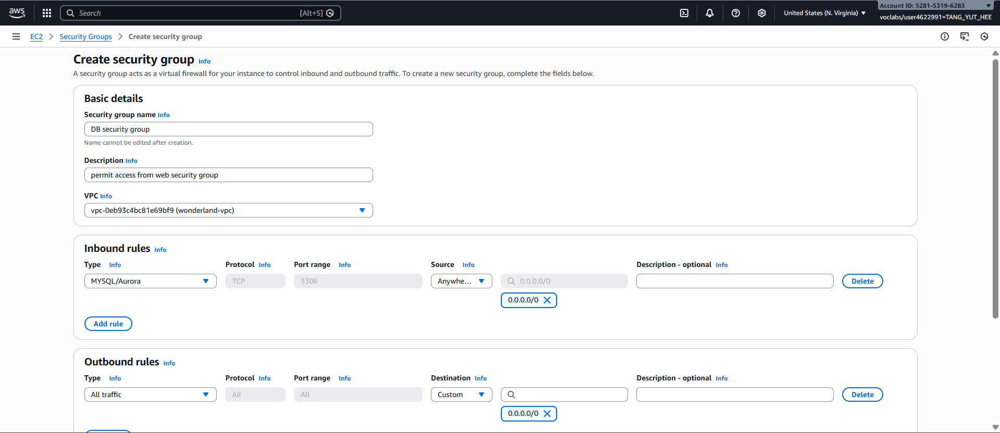 aws
Search [Alt+S]
United States (N. Virginia)
Account ID: 5281-5319-6283
voclabs/user4622991=TANG_YUT_HEE
EC2 > Security Groups > Create security group
Create security group Info
A security group acts as a virtual firewall for your instance to control inbound and outbound traffic. To create a new security group, complete the fields below.
Basic details
Security group name Info
DB security group
Name cannot be edited after creation.
Description Info
permit access from web security group
VPC Info
vpc-0eb93c4bc81e69bf9 (wonderland-vpc)
Inbound rules Info
Type Info Protocol Info Port range Info Source Info Description - optional Info
MYSQL/Aurora TCP 3306 Anywhe... 0.0.0.0/0 Delete
0.0.0.0/0
Add rule
Outbound rules Info
Type Info Protocol Info Port range Info Destination Info Description - optional Info
All traffic All All Custom Delete
0.0.0.0/0